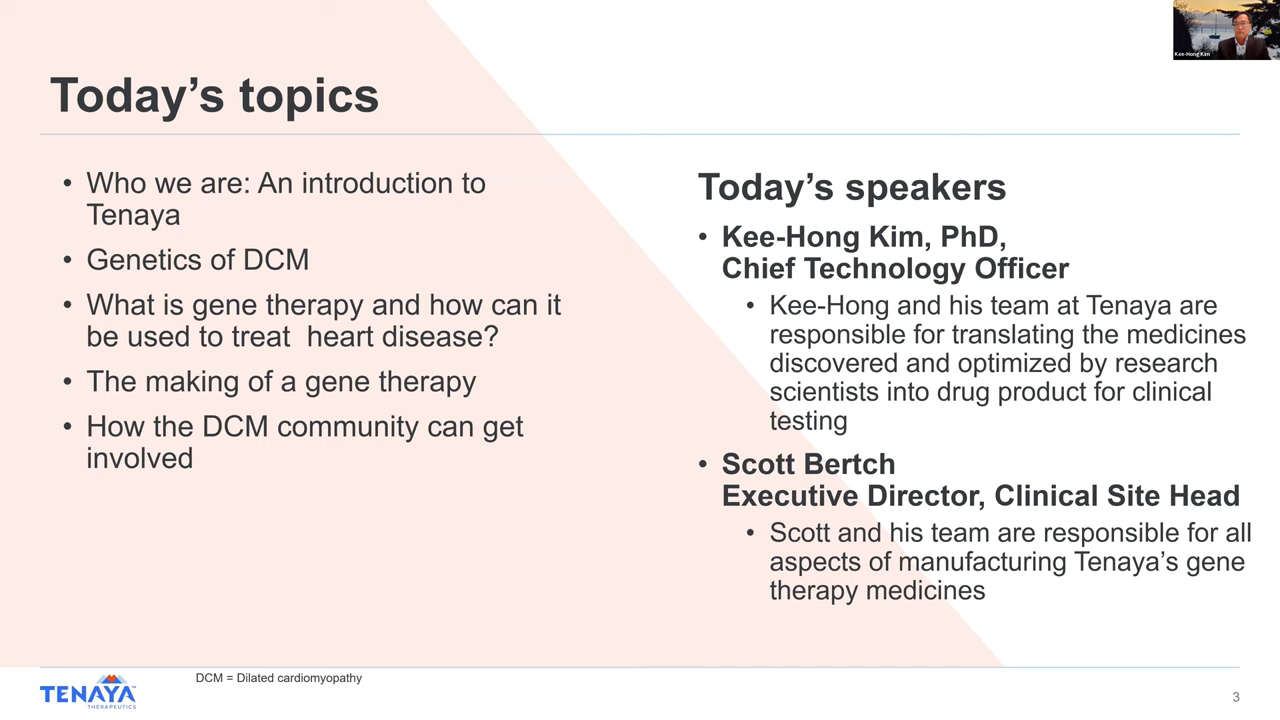 Kee-Hong Kim
Today's topics
• Who we are: An introduction to
Tenaya
• Genetics of DCM
• What is gene therapy and how can it
be used to treat  heart disease?
• The making of a gene therapy
• How the DCM community can get
involved
Today's speakers
• Kee-Hong Kim, PhD,
Chief Technology Officer
• Kee-Hong and his team at Tenaya are
responsible for translating the medicines
discovered and optimized by research
scientists into drug product for clinical
testing
• Scott Bertch
Executive Director, Clinical Site Head
• Scott and his team are responsible for all
aspects of manufacturing Tenaya's gene
therapy medicines
TENAYA
THERAPEUTICS
DCM = Dilated cardiomyopathy
3